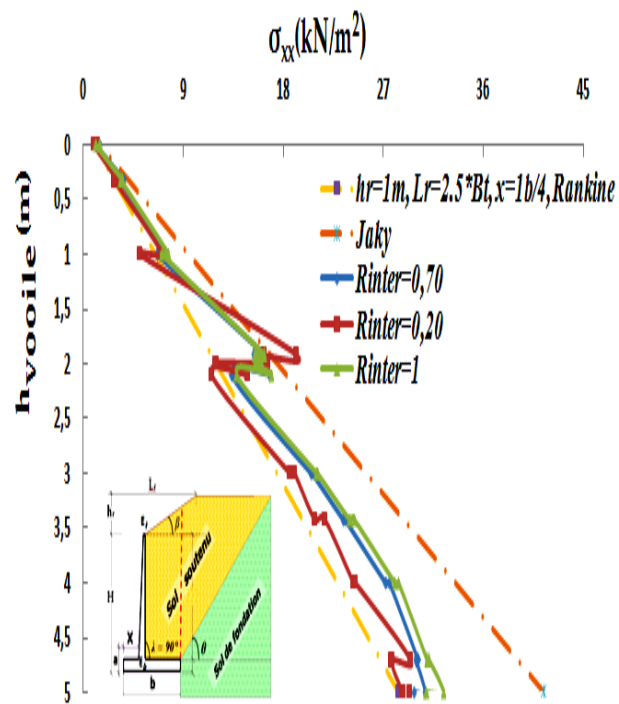 σxx(kN/m²)
0 9 18 27 36 45
0
0,5
1
1,5
2
2,5
3
3,5
4
4,5
5
hvooile (m)
hr=1m, Lr=2.5*Bt, x=1b/4, Rankine
Jaky
Rinter=0,70
Rinter=0,20
Rinter=1
hr
H
β
Sol soutenu
Sol de fondation
λ = 90°
θ
X
a
b